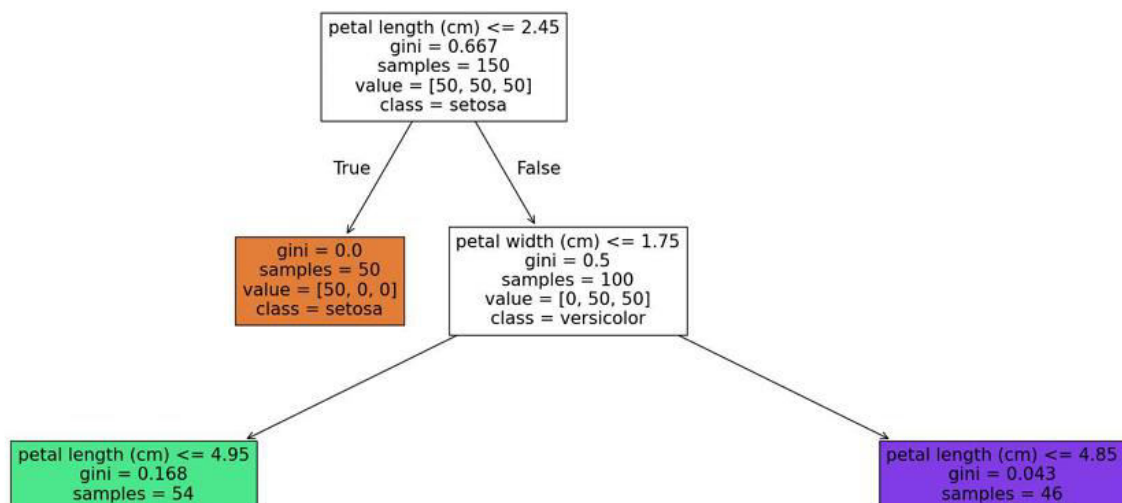 petal length (cm) <= 2.45
gini = 0.667
samples = 150
value = [50, 50, 50]
class = setosa
True
False
gini = 0.0
samples = 50
value = [50, 0, 0]
class = setosa
petal width (cm) <= 1.75
gini = 0.5
samples = 100
value = [0, 50, 50]
class = versicolor
petal length (cm) <= 4.95
gini = 0.168
samples = 54
petal length (cm) <= 4.85
gini = 0.043
samples = 46